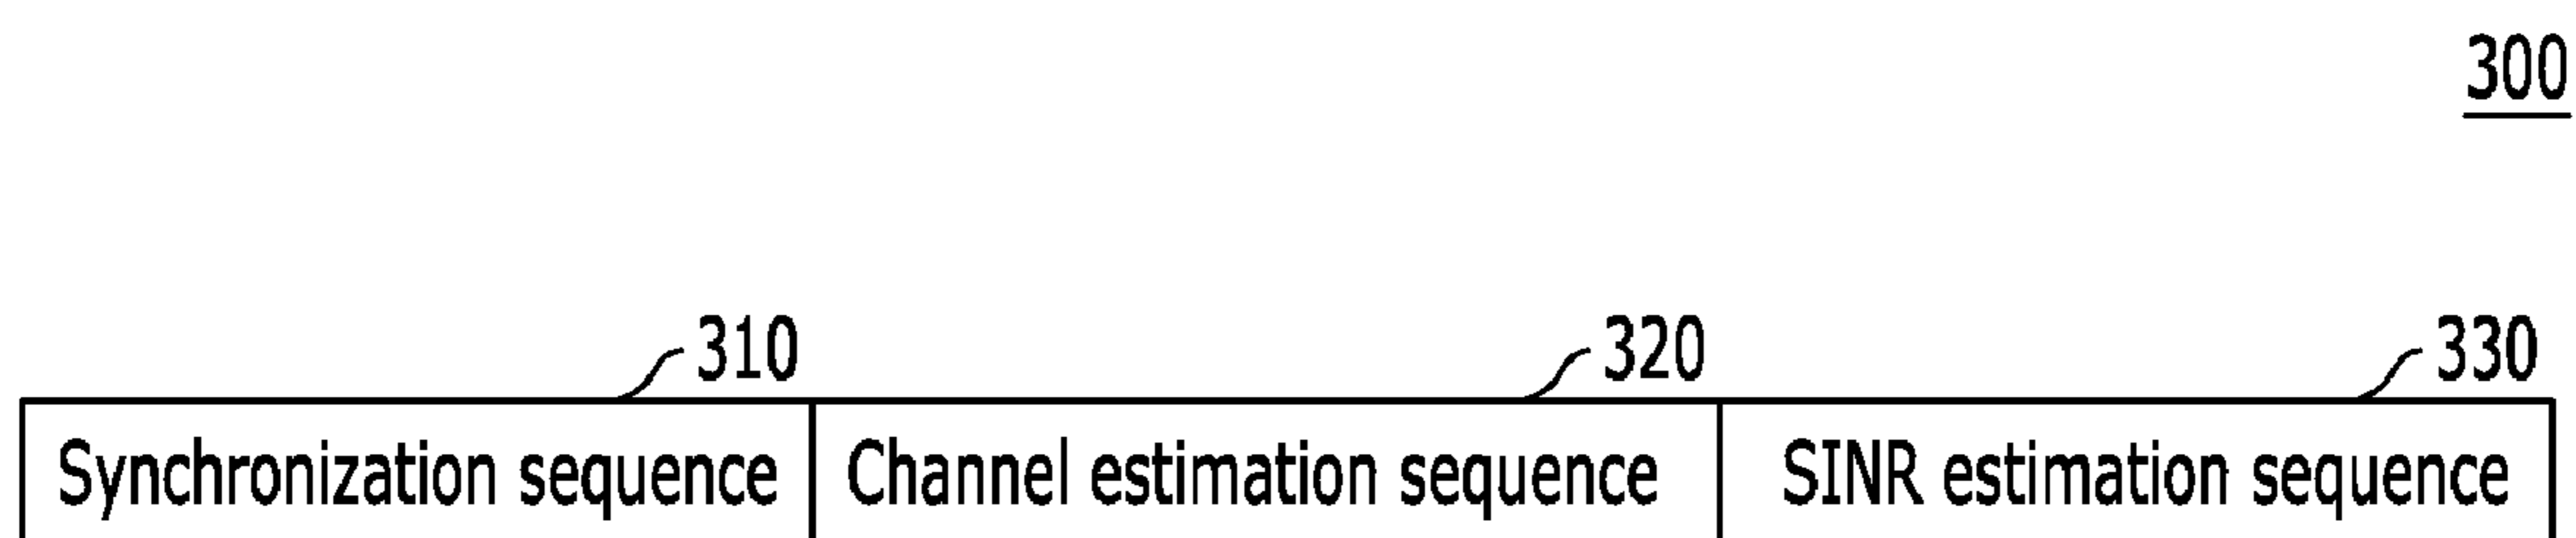 300
310 320 330
Synchronization sequence Channel estimation sequence SINR estimation sequence